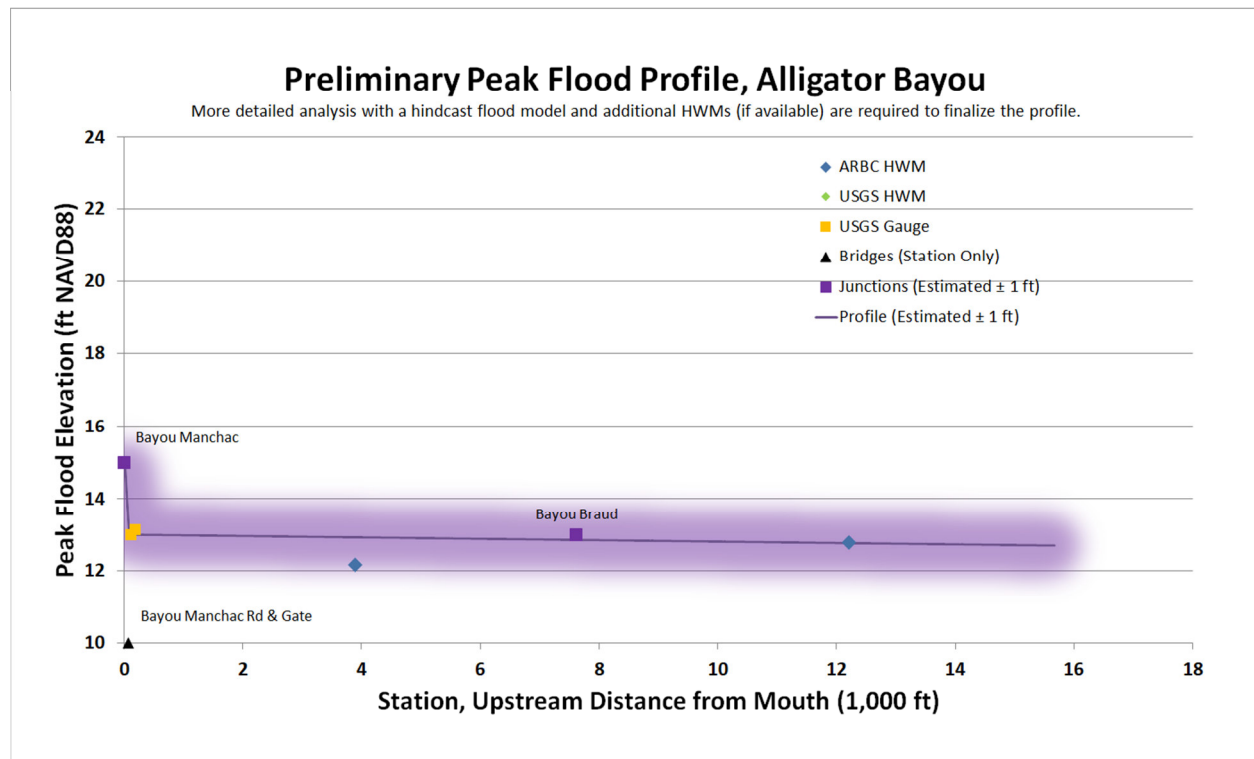 Preliminary Peak Flood Profile, Alligator Bayou
More detailed analysis with a hindcast flood model and additional HWMs (if available) are required to finalize the profile.
24
22
20
18
16
14
12
10
Peak Flood Elevation (ft NAVD88)
ARBC HWM
USGS HWM
USGS Gauge
Bridges (Station Only)
Junctions (Estimated ± 1 ft)
Profile (Estimated ± 1 ft)
Bayou Manchac
Bayou Braud
Bayou Manchac Rd & Gate
0 2 4 6 8 10 12 14 16 18
Station, Upstream Distance from Mouth (1,000 ft)